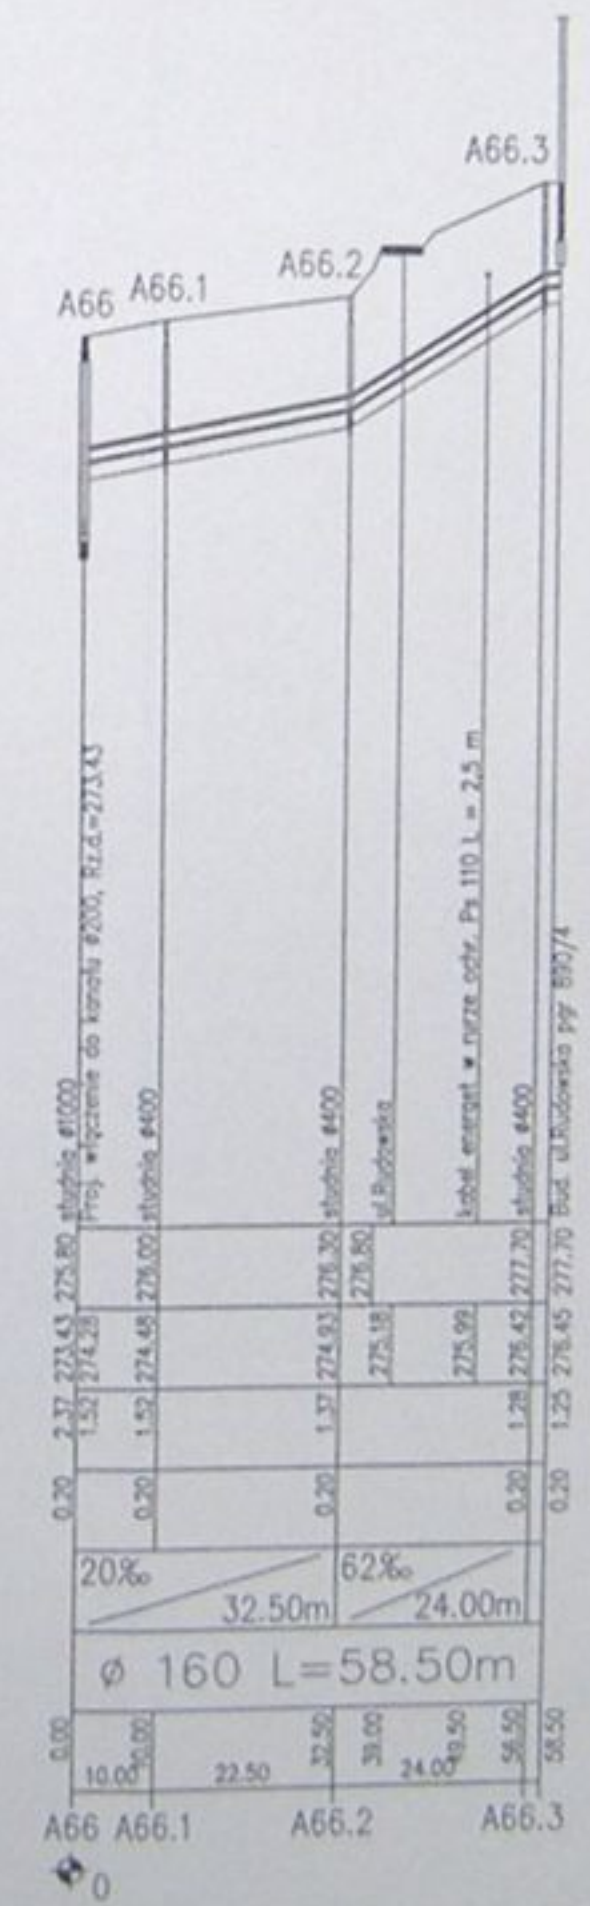 A66.3
A66.2
A66.1
A66
studnia ø1000
Proj. włączenie do kanału ø200, Rz.d.=273.43
studnia ø400
studnia ø400
ul.Rudowska
kabel energet w rurze ochr. Ps 110 L = 2,5 m
studnia ø400
Bud. ul.Rudowska pgr 890/4
275.80 276.00 276.30 276.80 277.70 277.70
273.43 274.28 274.48 274.93 275.18 275.99 276.42 276.45
2.37 1.52 1.52 1.37 1.28 1.25
0.20 0.20 0.20 0.20 0.20
20‰ 62‰
32.50m 24.00m
ø 160 L=58.50m
0.00 10.00 32.50 39.00 49.50 56.50 58.50
10.00 22.50 24.00
A66 A66.1 A66.2 A66.3
0